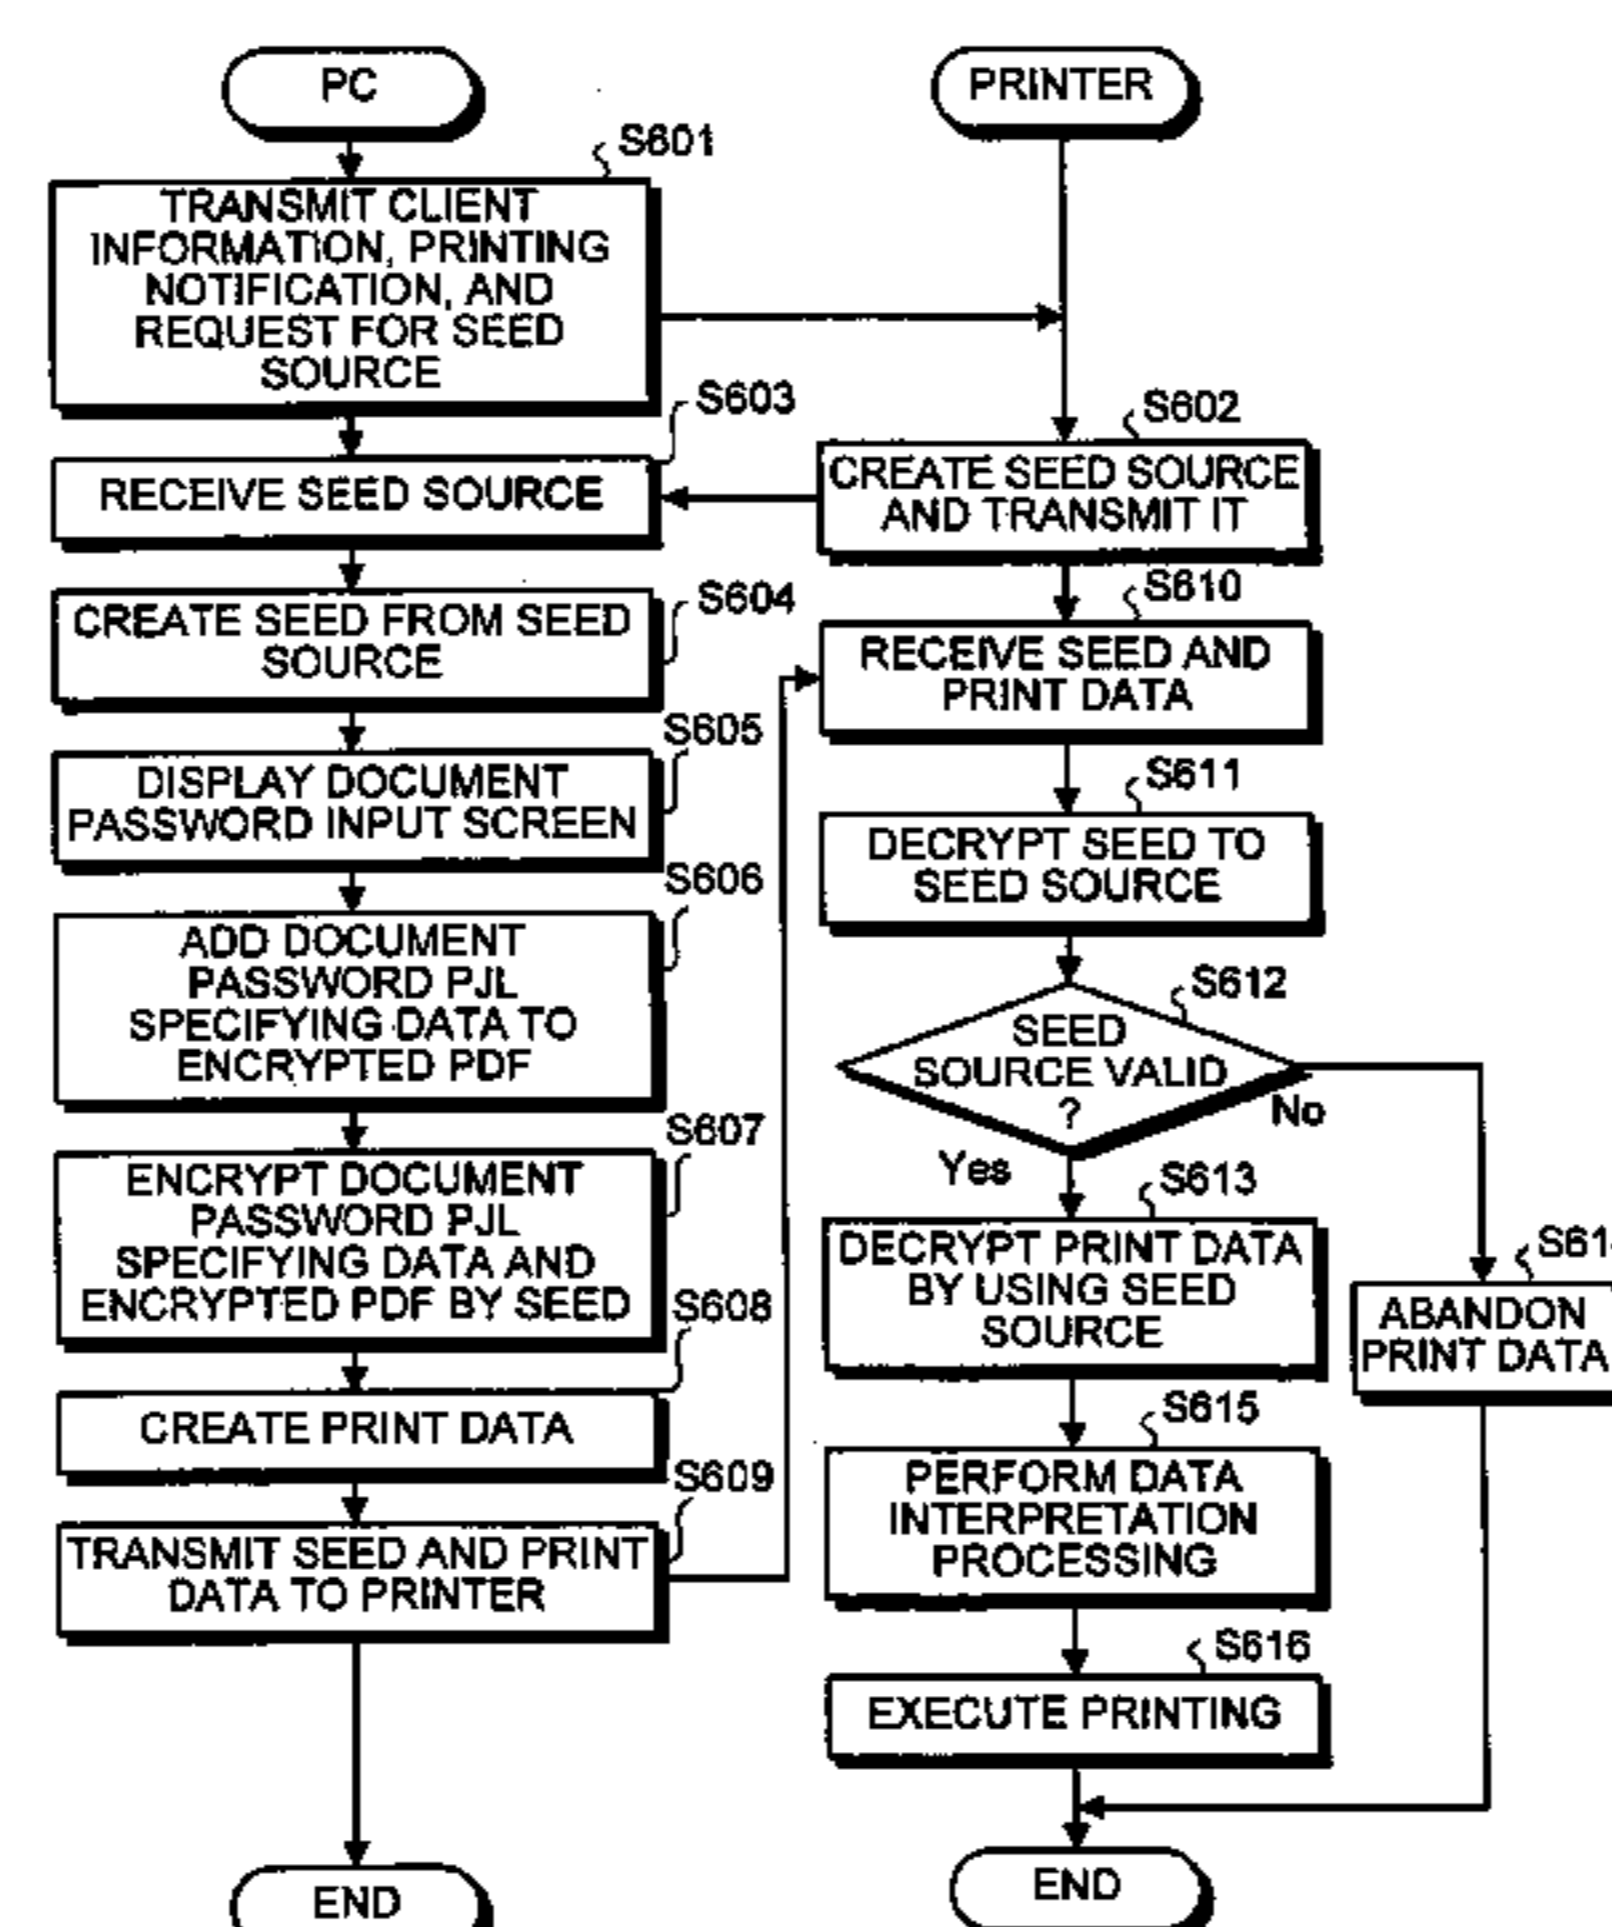 PC
S601
TRANSMIT CLIENT
INFORMATION, PRINTING
NOTIFICATION, AND
REQUEST FOR SEED
SOURCE
S603
RECEIVE SEED SOURCE
S604
CREATE SEED FROM SEED
SOURCE
S605
DISPLAY DOCUMENT
PASSWORD INPUT SCREEN
S606
ADD DOCUMENT
PASSWORD PJL
SPECIFYING DATA TO
ENCRYPTED PDF
S607
ENCRYPT DOCUMENT
PASSWORD PJL
SPECIFYING DATA AND
ENCRYPTED PDF BY SEED
S608
CREATE PRINT DATA
S609
TRANSMIT SEED AND PRINT
DATA TO PRINTER
END
PRINTER
S602
CREATE SEED SOURCE
AND TRANSMIT IT
S610
RECEIVE SEED AND
PRINT DATA
S611
DECRYPT SEED TO
SEED SOURCE
S612
SEED
SOURCE VALID
?
No
Yes
S613
DECRYPT PRINT DATA
BY USING SEED
SOURCE
ABANDON
PRINT DATA
S615
PERFORM DATA
INTERPRETATION
PROCESSING
S616
EXECUTE PRINTING
END